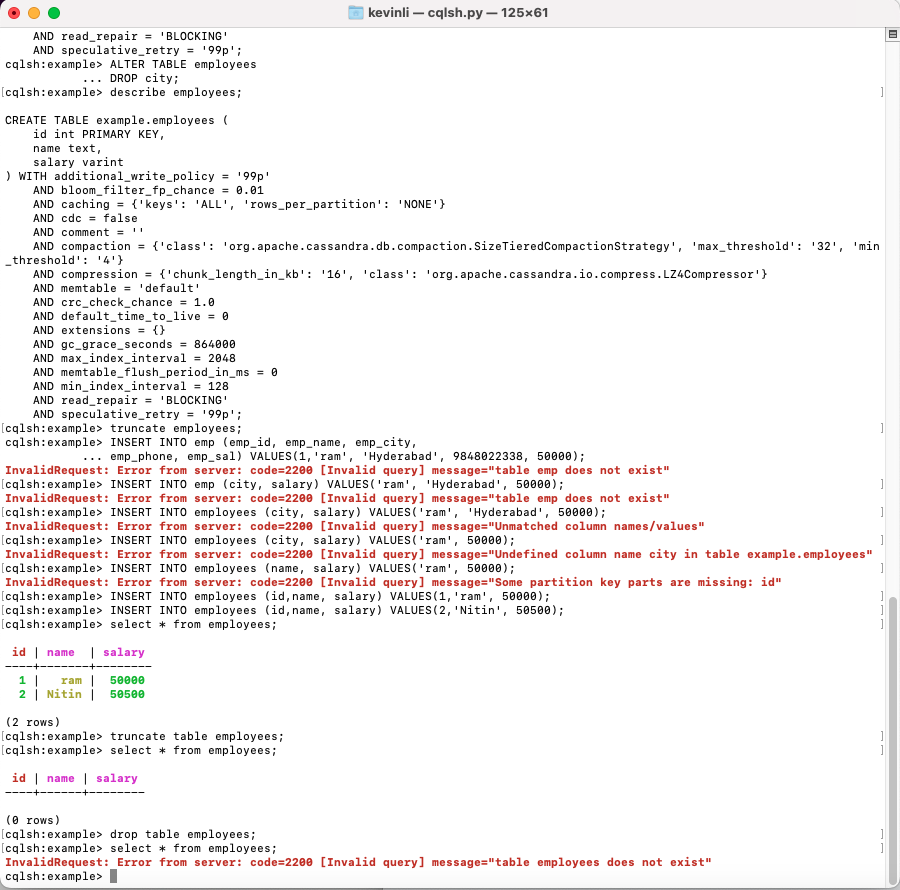 kevinli — cqlsh.py — 125×61
    AND read_repair = 'BLOCKING'
    AND speculative_retry = '99p';
cqlsh:example> ALTER TABLE employees
           ... DROP city;
[cqlsh:example> describe employees; ]
CREATE TABLE example.employees (
    id int PRIMARY KEY,
    name text,
    salary varint
) WITH additional_write_policy = '99p'
    AND bloom_filter_fp_chance = 0.01
    AND caching = {'keys': 'ALL', 'rows_per_partition': 'NONE'}
    AND cdc = false
    AND comment = ''
    AND compaction = {'class': 'org.apache.cassandra.db.compaction.SizeTieredCompactionStrategy', 'max_threshold': '32', 'min
_threshold': '4'}
    AND compression = {'chunk_length_in_kb': '16', 'class': 'org.apache.cassandra.io.compress.LZ4Compressor'}
    AND memtable = 'default'
    AND crc_check_chance = 1.0
    AND default_time_to_live = 0
    AND extensions = {}
    AND gc_grace_seconds = 864000
    AND max_index_interval = 2048
    AND memtable_flush_period_in_ms = 0
    AND min_index_interval = 128
    AND read_repair = 'BLOCKING'
    AND speculative_retry = '99p';
[cqlsh:example> truncate employees; ]
cqlsh:example> INSERT INTO emp (emp_id, emp_name, emp_city,
           ... emp_phone, emp_sal) VALUES(1,'ram', 'Hyderabad', 9848022338, 50000);
InvalidRequest: Error from server: code=2200 [Invalid query] message="table emp does not exist"
[cqlsh:example> INSERT INTO emp (city, salary) VALUES('ram', 'Hyderabad', 50000); ]
InvalidRequest: Error from server: code=2200 [Invalid query] message="table emp does not exist"
[cqlsh:example> INSERT INTO employees (city, salary) VALUES('ram', 'Hyderabad', 50000); ]
InvalidRequest: Error from server: code=2200 [Invalid query] message="Unmatched column names/values"
[cqlsh:example> INSERT INTO employees (city, salary) VALUES('ram', 50000); ]
InvalidRequest: Error from server: code=2200 [Invalid query] message="Undefined column name city in table example.employees"
[cqlsh:example> INSERT INTO employees (name, salary) VALUES('ram', 50000); ]
InvalidRequest: Error from server: code=2200 [Invalid query] message="Some partition key parts are missing: id"
[cqlsh:example> INSERT INTO employees (id,name, salary) VALUES(1,'ram', 50000); ]
[cqlsh:example> INSERT INTO employees (id,name, salary) VALUES(2,'Nitin', 50500); ]
[cqlsh:example> select * from employees; ]
 id | name  | salary
----+-------+--------
  1 |   ram |  50000
  2 | Nitin |  50500
(2 rows)
[cqlsh:example> truncate table employees; ]
[cqlsh:example> select * from employees; ]
 id | name | salary
----+------+--------
(0 rows)
[cqlsh:example> drop table employees; ]
[cqlsh:example> select * from employees; ]
InvalidRequest: Error from server: code=2200 [Invalid query] message="table employees does not exist"
cqlsh:example>